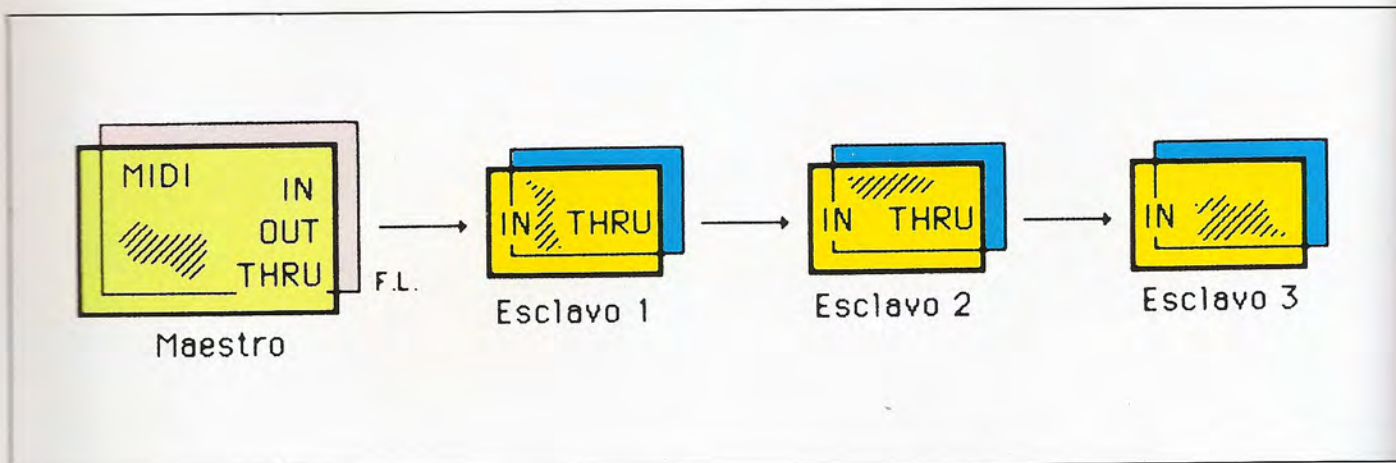 MIDI
IN
OUT
THRU
F.L.
Maestro
IN THRU
Esclavo 1
IN THRU
Esclavo 2
IN
Esclavo 3